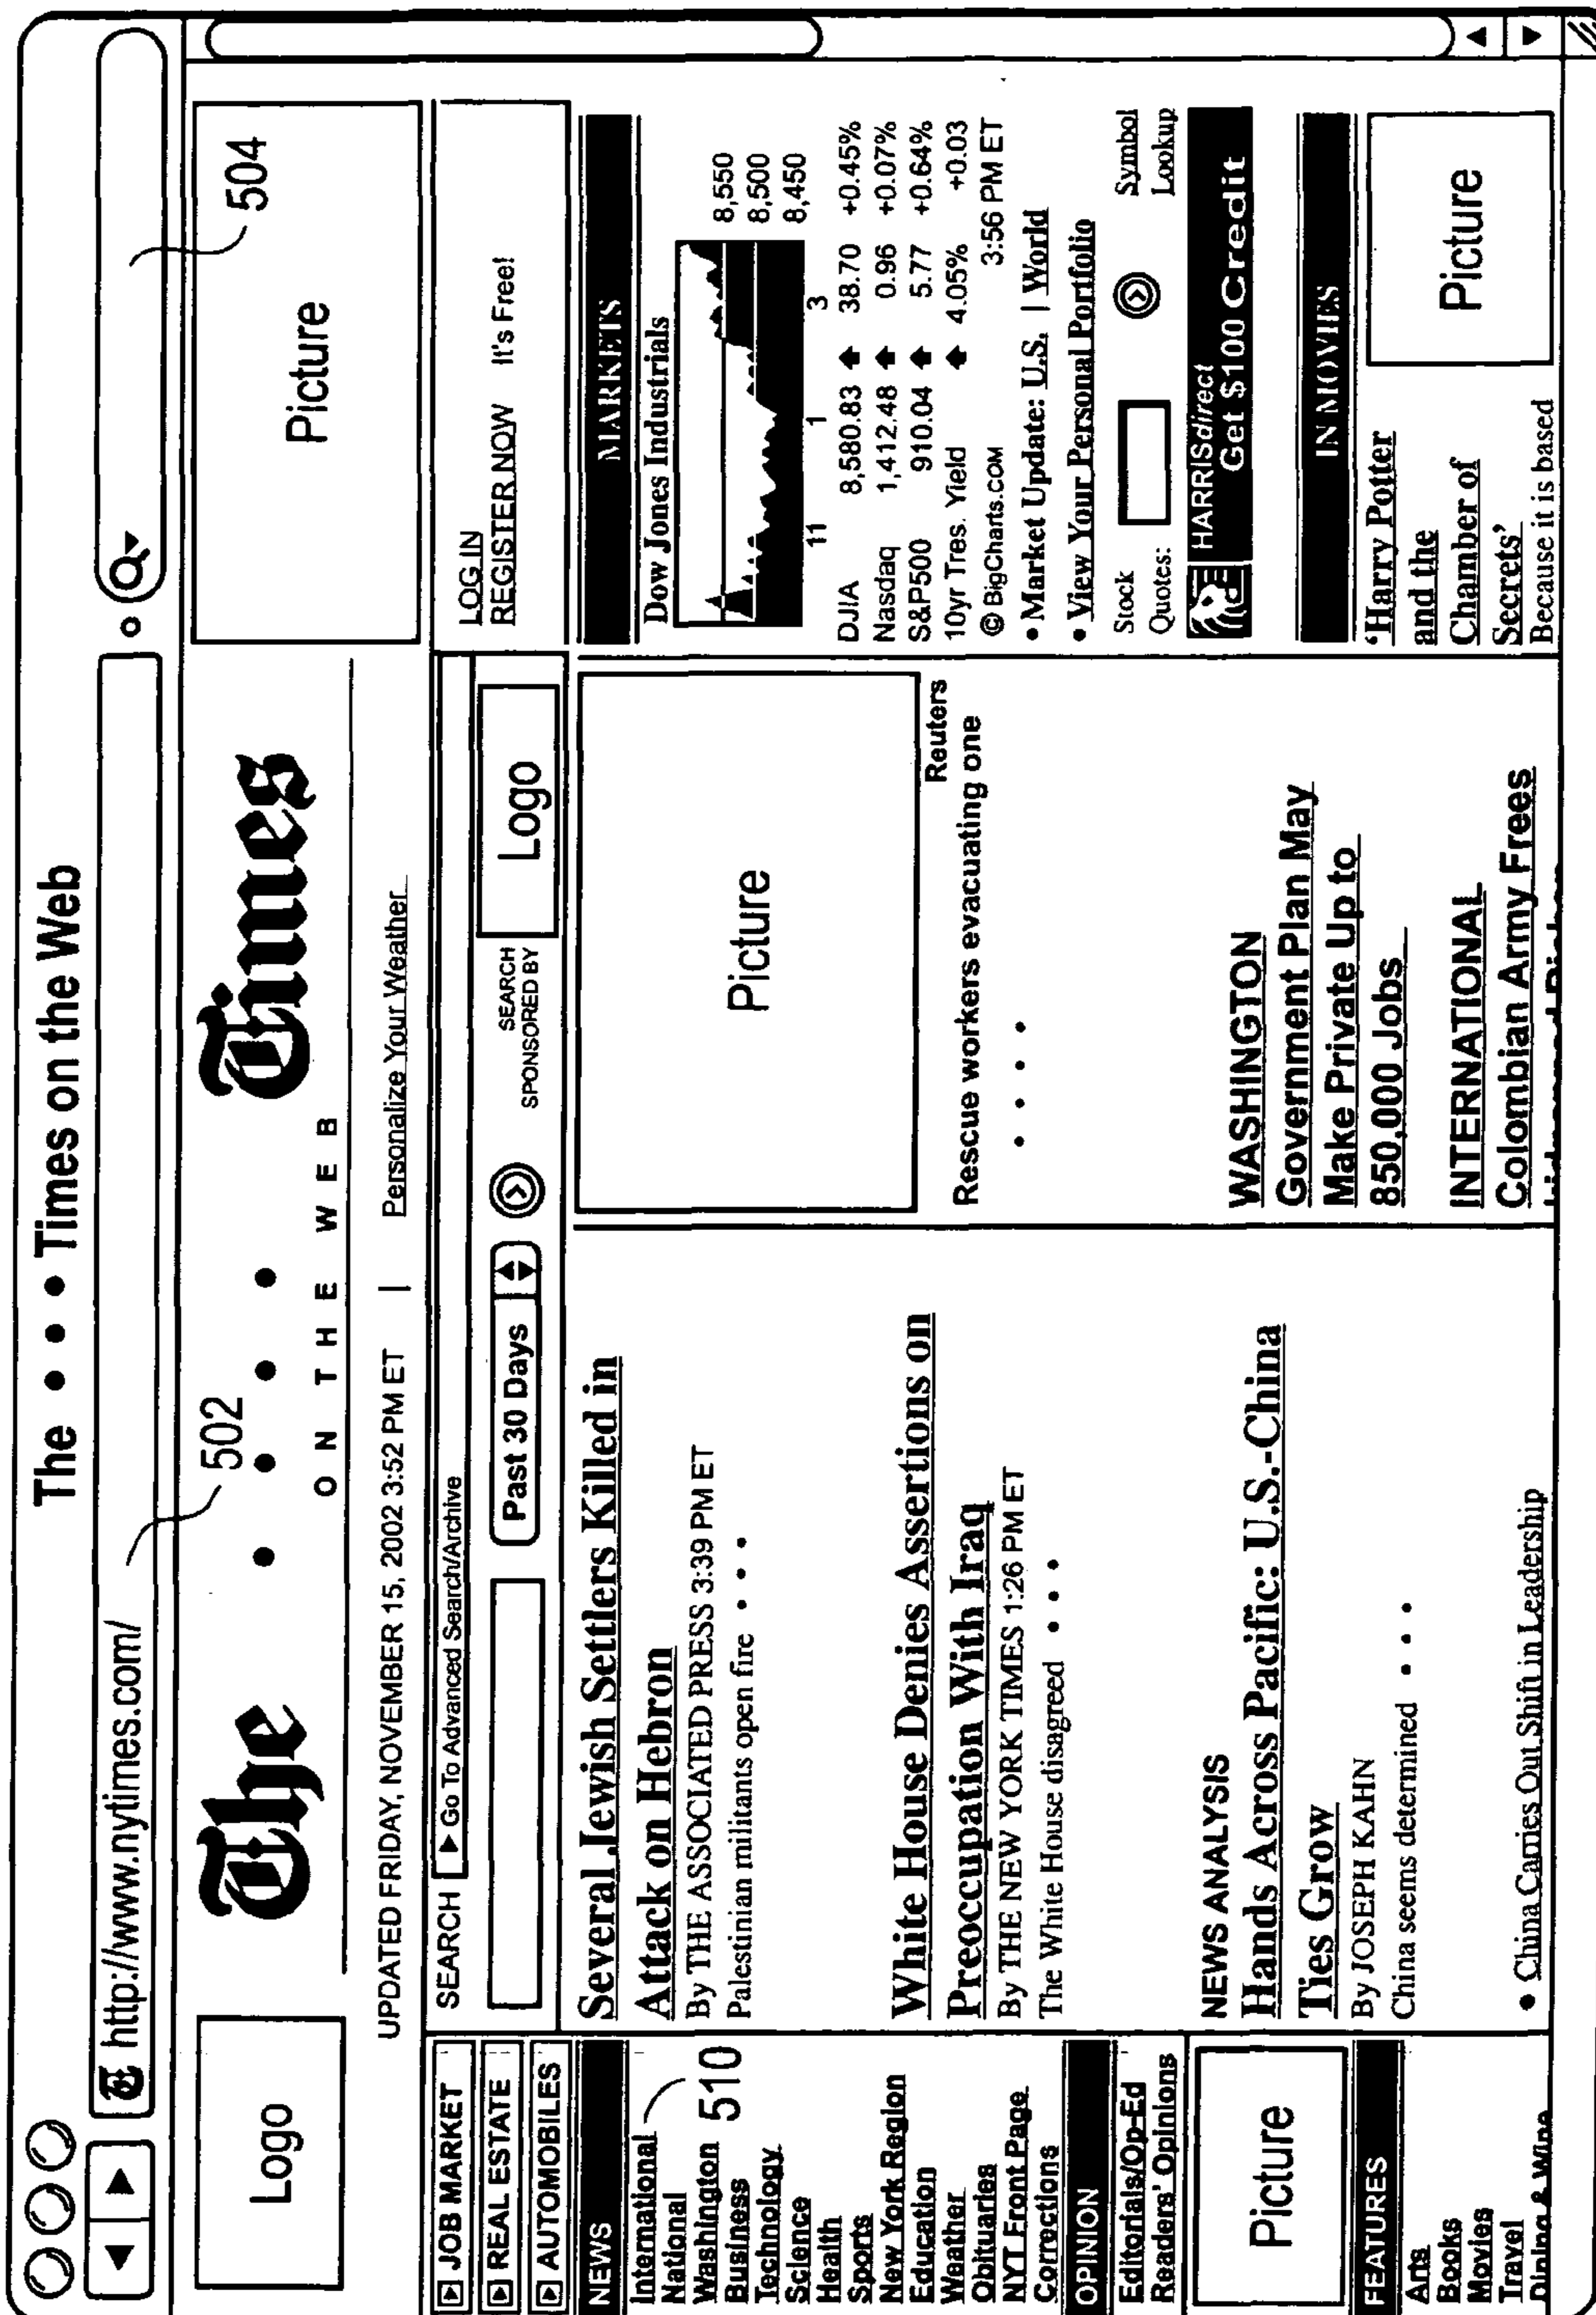 The • • • Times on the Web
http://www.nytimes.com/
502
504
Logo
The • • • • Times
ON THE WEB
Picture
UPDATED FRIDAY, NOVEMBER 15, 2002 3:52 PM ET | Personalize Your Weather
JOB MARKET
REAL ESTATE
AUTOMOBILES
SEARCH ► Go To Advanced Search/Archive
Past 30 Days
SEARCH
SPONSORED BY
Logo
LOG IN
REGISTER NOW It's Free!
NEWS
International
510
National
Washington
Business
Technology
Science
Health
Sports
New York Region
Education
Weather
Obituaries
NYT Front Page
Corrections
OPINION
Editorials/Op-Ed
Readers' Opinions
Picture
FEATURES
Arts
Books
Movies
Travel
Dining & Wine
Several Jewish Settlers Killed in
Attack on Hebron
By THE ASSOCIATED PRESS 3:39 PM ET
Palestinian militants open fire • • •
White House Denies Assertions on
Preoccupation With Iraq
By THE NEW YORK TIMES 1:26 PM ET
The White House disagreed • • •
NEWS ANALYSIS
Hands Across Pacific: U.S.-China
Ties Grow
By JOSEPH KAHN
China seems determined • • •
• China Carries Out Shift in Leadership
Picture
Reuters
Rescue workers evacuating one
• • • •
WASHINGTON
Government Plan May
Make Private Up to
850,000 Jobs
INTERNATIONAL
Colombian Army Frees
MARKETS
Dow Jones Industrials
8,550
8,500
8,450
11 1 3
DJIA 8,580.83 38.70 +0.45%
Nasdaq 1,412.48 0.96 +0.07%
S&P500 910.04 5.77 +0.64%
10yr Tres. Yield 4.05% +0.03
© BigCharts.COM 3:56 PM ET
• Market Update: U.S. | World
• View Your Personal Portfolio
Stock
Quotes:
Symbol
Lookup
HARRISdirect
Get $100 Credit
IN MOVIES
'Harry Potter
and the
Chamber of
Secrets'
Because it is based
Picture